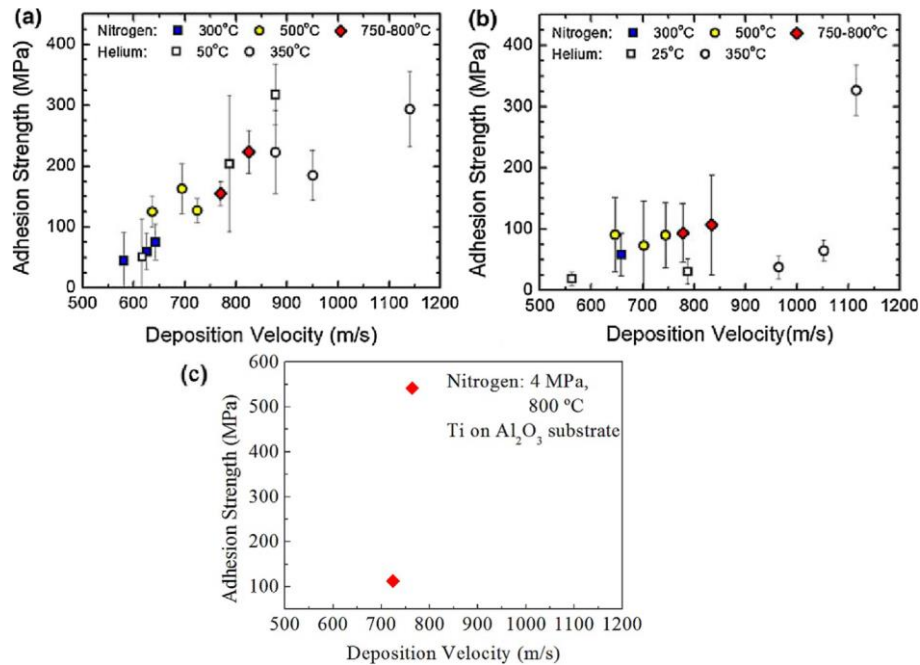 (a)
Nitrogen: 300°C 500°C 750-800°C
Helium: 50°C 350°C
400
300
200
100
0
500 600 700 800 900 1000 1100 1200
Adhesion Strength (MPa)
Deposition Velocity (m/s)
(b)
Nitrogen: 300°C 500°C 750-800°C
Helium: 25°C 350°C
400
300
200
100
0
500 600 700 800 900 1000 1100 1200
Adhesion Strength (MPa)
Deposition Velocity(m/s)
(c)
Nitrogen: 4 MPa,
800 ºC
Ti on Al₂O₃ substrate
600
500
400
300
200
100
500 600 700 800 900 1000 1100 1200
Adhesion Strength (MPa)
Deposition Velocity (m/s)